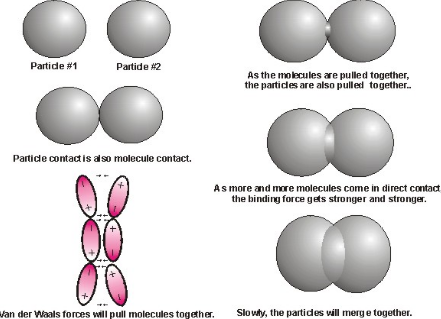 Particle #1
Particle #2
Particle contact is also molecule contact.
Van der Waals forces will pull molecules together.
As the molecules are pulled together,
the particles are also pulled together..
As more and more molecules come in direct contact
the binding force gets stronger and stronger.
Slowly, the particles will merge together.